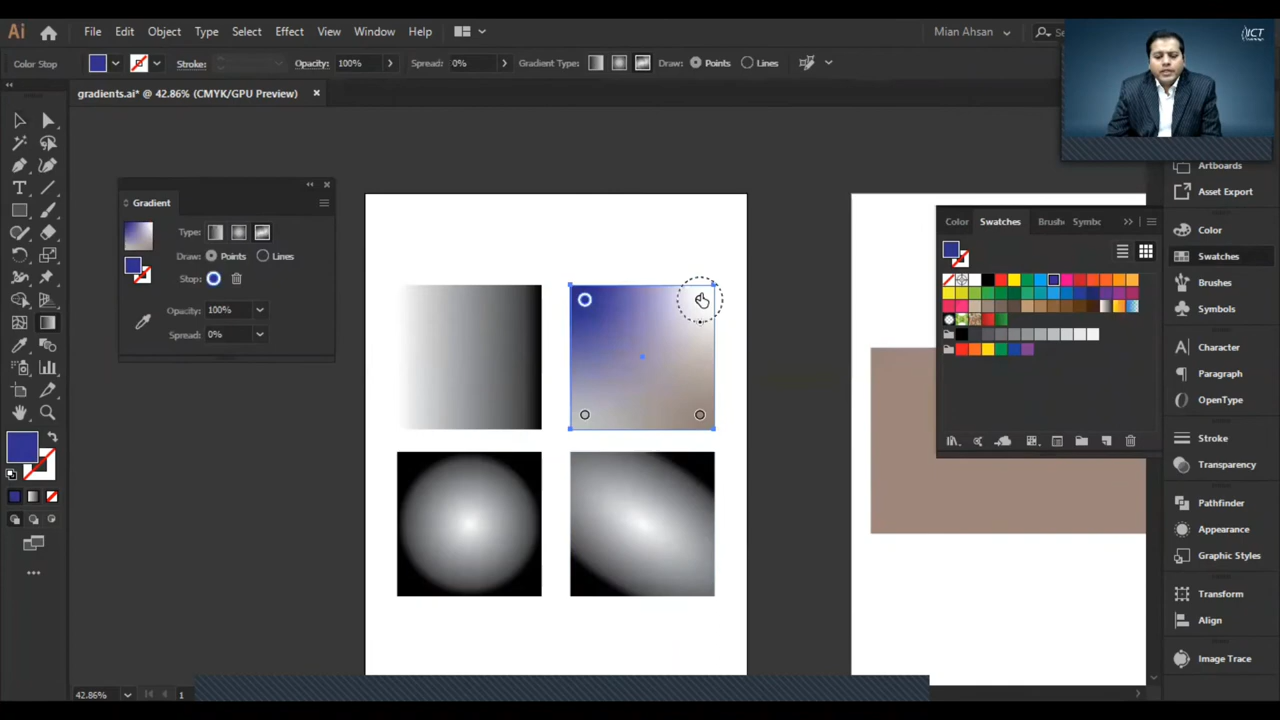 Ai File Edit Object Type Select Effect View Window Help Mian Ahsan
ICT
Color Stop Stroke: Opacity: 100% Spread: 0% Gradient Type: Draw: Points Lines
gradients.ai* @ 42.86% (CMYK/GPU Preview)
Artboards
Asset Export
Gradient
Type:
Draw: Points Lines
Stop:
Opacity: 100%
Spread: 0%
Color Swatches Brush Symbc
Color
Swatches
Brushes
Symbols
Character
Paragraph
OpenType
Stroke
Transparency
Pathfinder
Appearance
Graphic Styles
Transform
Align
Image Trace
42.86% 1